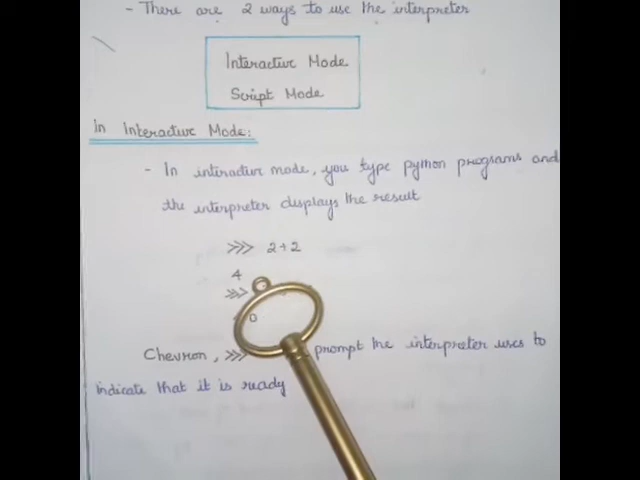 - There are 2 ways to use the interpreter
Interactive Mode
Script Mode
In Interactive Mode:
- In interactive mode, you type python programs and
the interpreter displays the result
>>> 2+2
4
>>>
0
Chevron, >>> prompt the interpreter uses to
indicate that it is ready